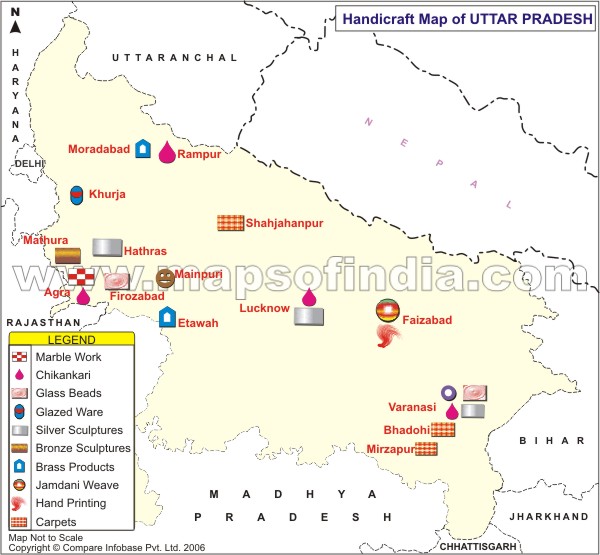 Handicraft Map of UTTAR PRADESH
N
HARYANA
UTTARANCHAL
NEPAL
DELHI
Moradabad
Rampur
Khurja
Shahjahanpur
Mathura
Hathras
www.mapsofindia.com
Agra
Firozabad
Mainpuri
Lucknow
Etawah
Faizabad
RAJASTHAN
Varanasi
Bhadohi
Mirzapur
BIHAR
MADHYA
PRADESH
JHARKHAND
CHHATTISGARH
LEGEND
Marble Work
Chikankari
Glass Beads
Glazed Ware
Silver Sculptures
Bronze Sculptures
Brass Products
Jamdani Weave
Hand Printing
Carpets
Map Not to Scale
Copyright © Compare Infobase Pvt. Ltd. 2006